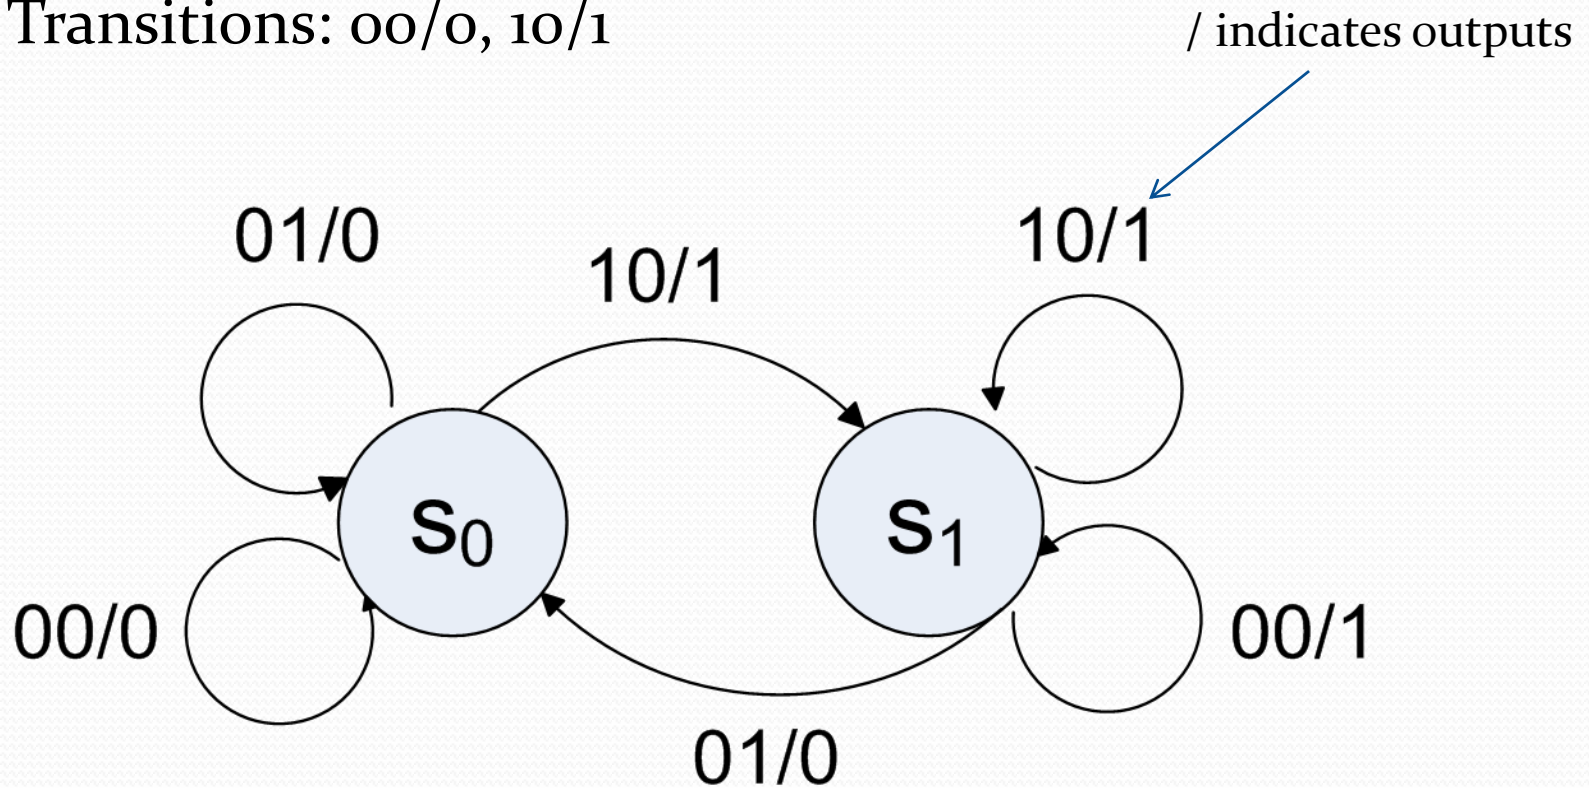 Transitions: 00/0, 10/1
/ indicates outputs
01/0
10/1
10/1
S0
S1
00/0
00/1
01/0